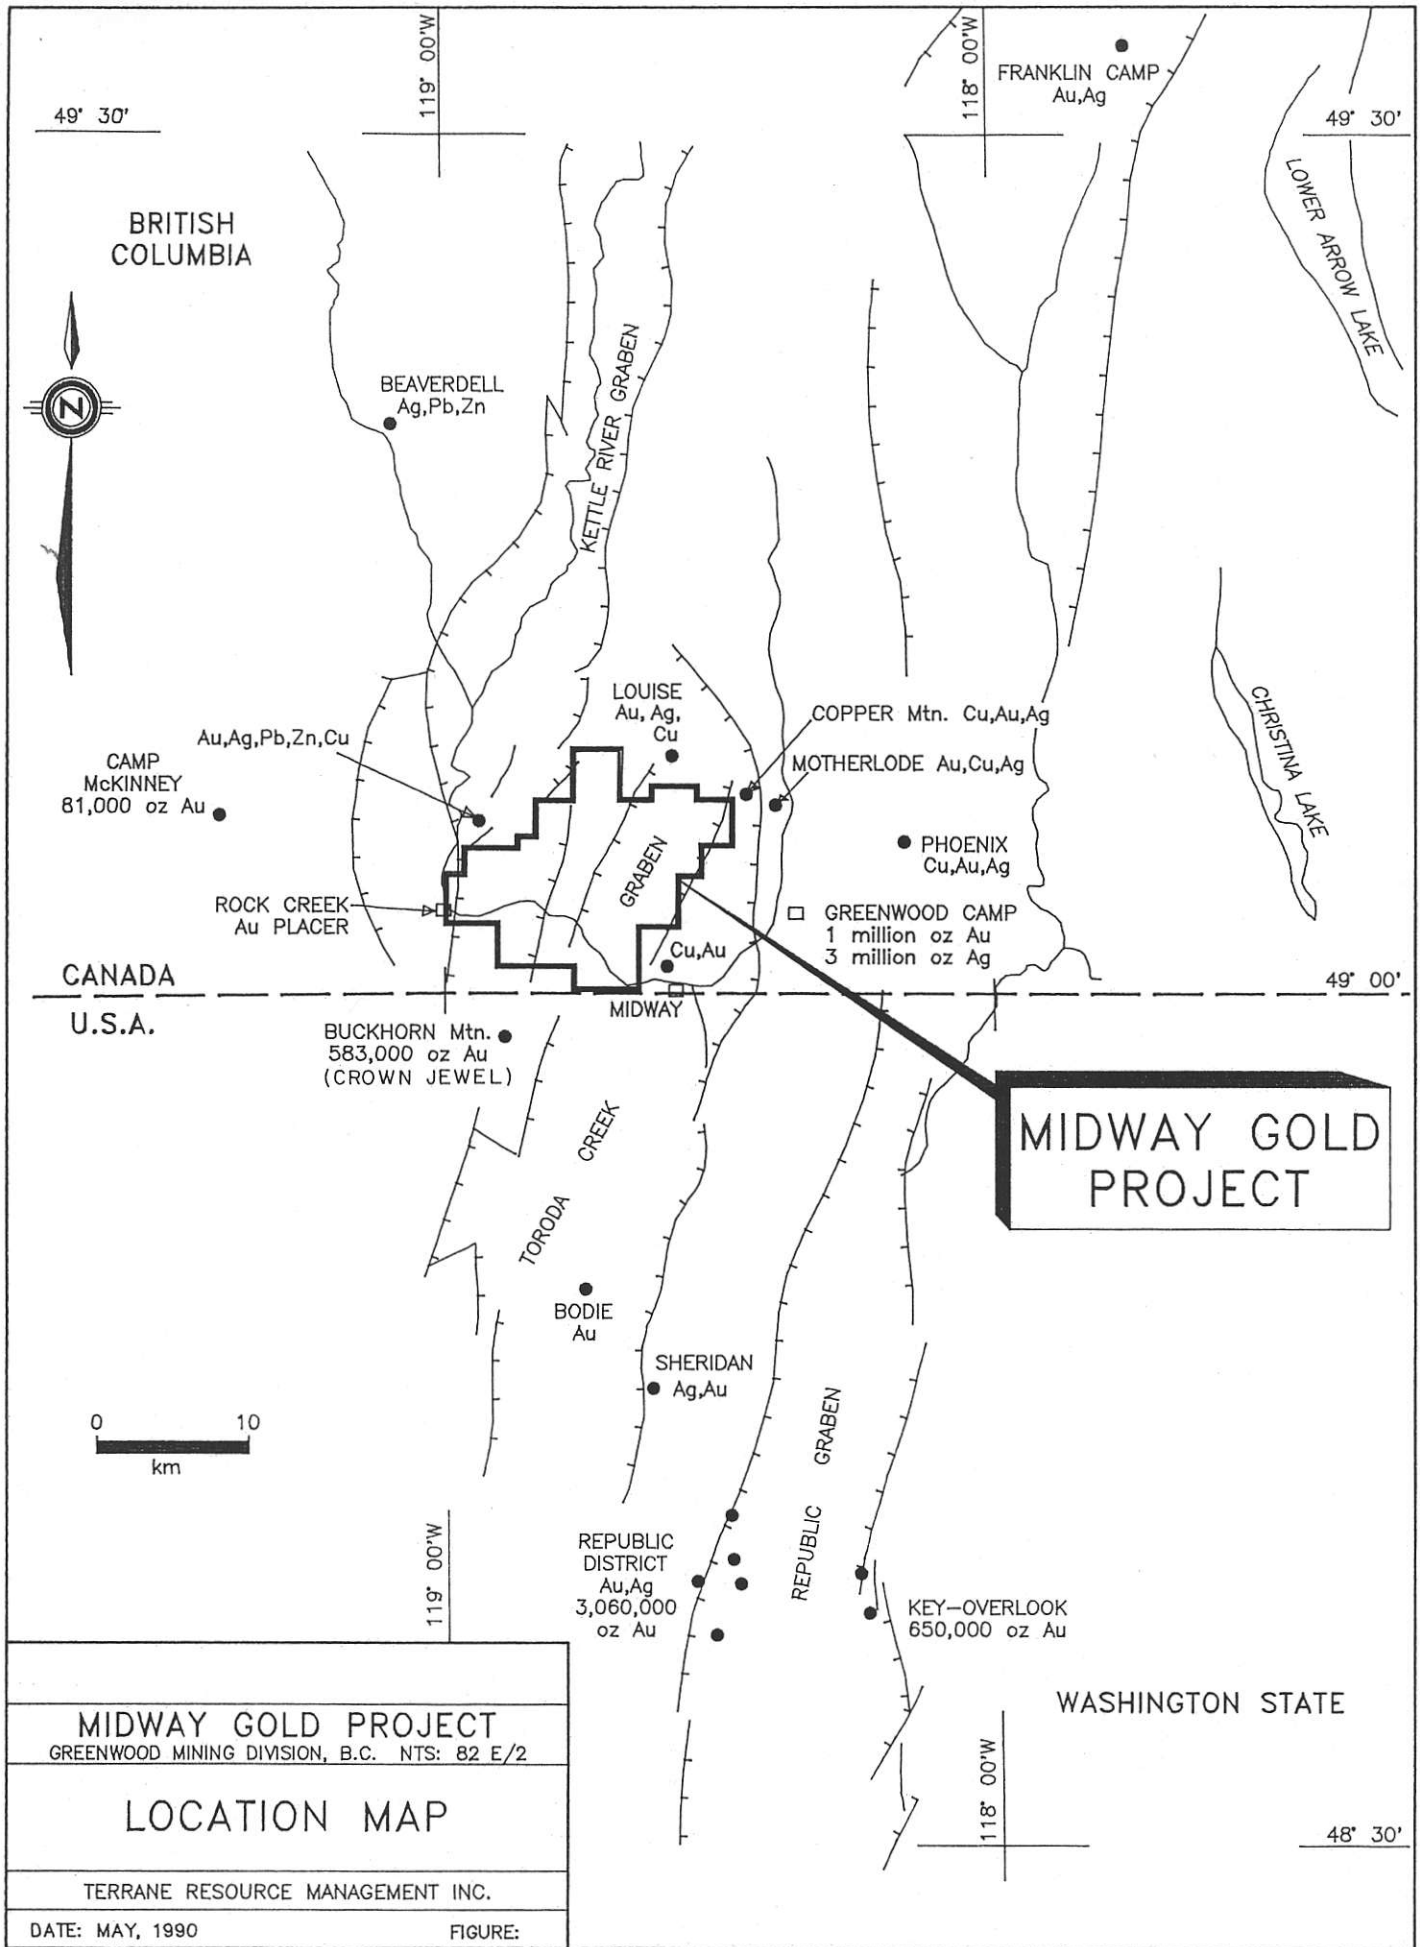 119° 00'W
118° 00'W
FRANKLIN CAMP
Au,Ag
49° 30'
49° 30'
LOWER ARROW LAKE
BRITISH
COLUMBIA
N
BEAVERDELL
Ag,Pb,Zn
KETTLE RIVER GRABEN
LOUISE
Au, Ag,
Cu
COPPER Mtn. Cu,Au,Ag
Au,Ag,Pb,Zn,Cu
CAMP
McKINNEY
81,000 oz Au
MOTHERLODE Au,Cu,Ag
CHRISTINA LAKE
GRABEN
PHOENIX
Cu,Au,Ag
ROCK CREEK
Au PLACER
GREENWOOD CAMP
1 million oz Au
3 million oz Ag
Cu,Au
CANADA
49° 00'
U.S.A.
MIDWAY
BUCKHORN Mtn.
583,000 oz Au
(CROWN JEWEL)
MIDWAY GOLD
PROJECT
TORODA CREEK
BODIE
Au
SHERIDAN
Ag,Au
0 10
km
REPUBLIC GRABEN
119° 00'W
REPUBLIC
DISTRICT
Au,Ag
3,060,000
oz Au
KEY-OVERLOOK
650,000 oz Au
WASHINGTON STATE
118° 00'W
48° 30'
MIDWAY GOLD PROJECT
GREENWOOD MINING DIVISION, B.C. NTS: 82 E/2
LOCATION MAP
TERRANE RESOURCE MANAGEMENT INC.
DATE: MAY, 1990 FIGURE: